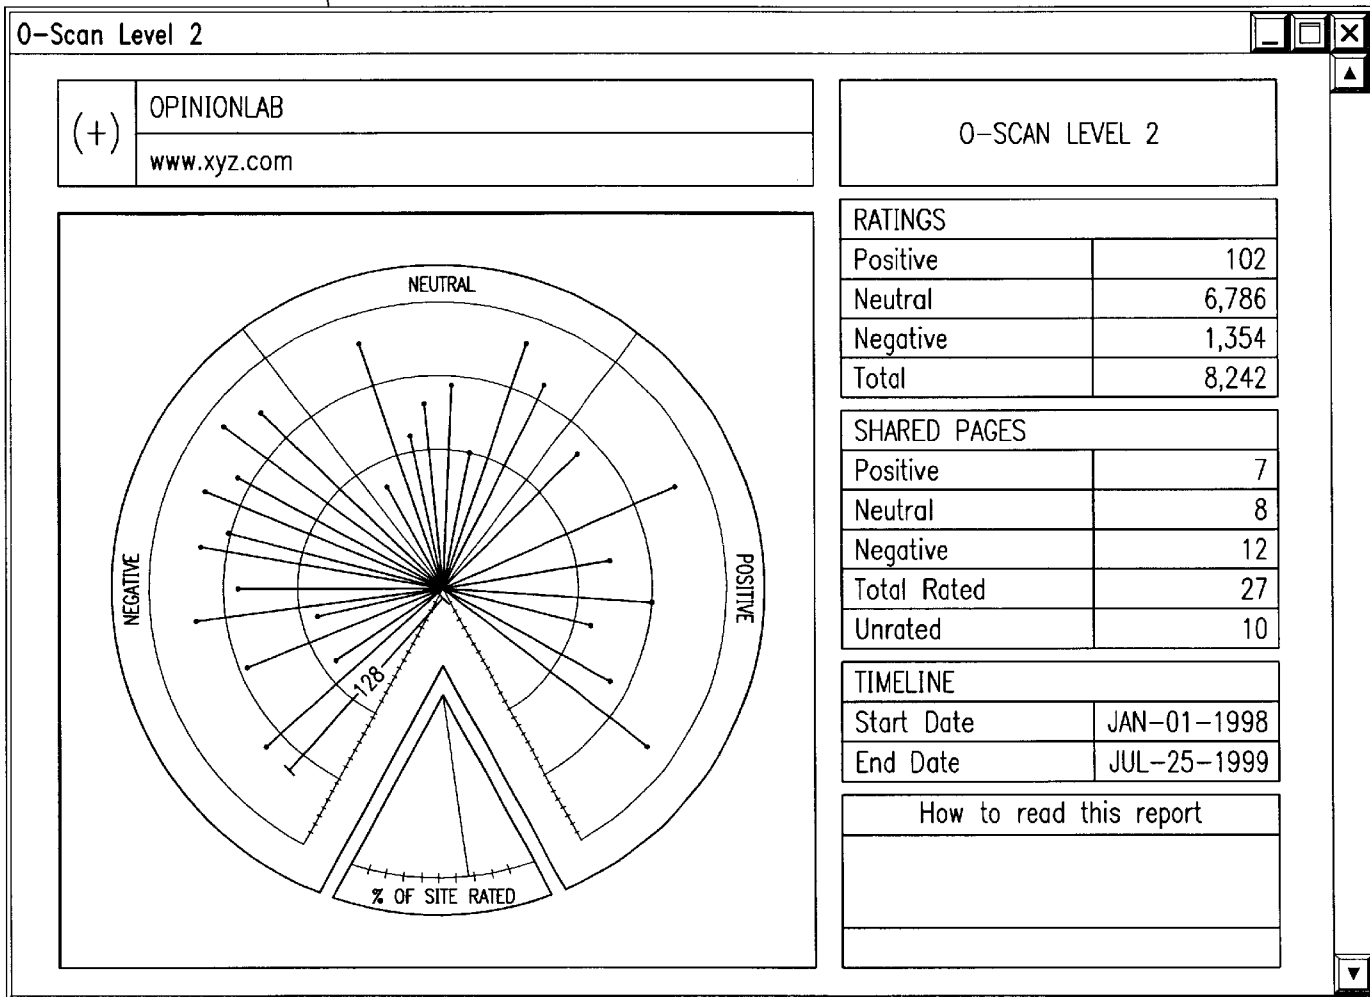 O-Scan Level 2
(+)
OPINIONLAB
www.xyz.com
O-SCAN LEVEL 2
NEUTRAL
NEGATIVE
POSITIVE
128
% OF SITE RATED
RATINGS
Positive 102
Neutral 6,786
Negative 1,354
Total 8,242
SHARED PAGES
Positive 7
Neutral 8
Negative 12
Total Rated 27
Unrated 10
TIMELINE
Start Date JAN-01-1998
End Date JUL-25-1999
How to read this report